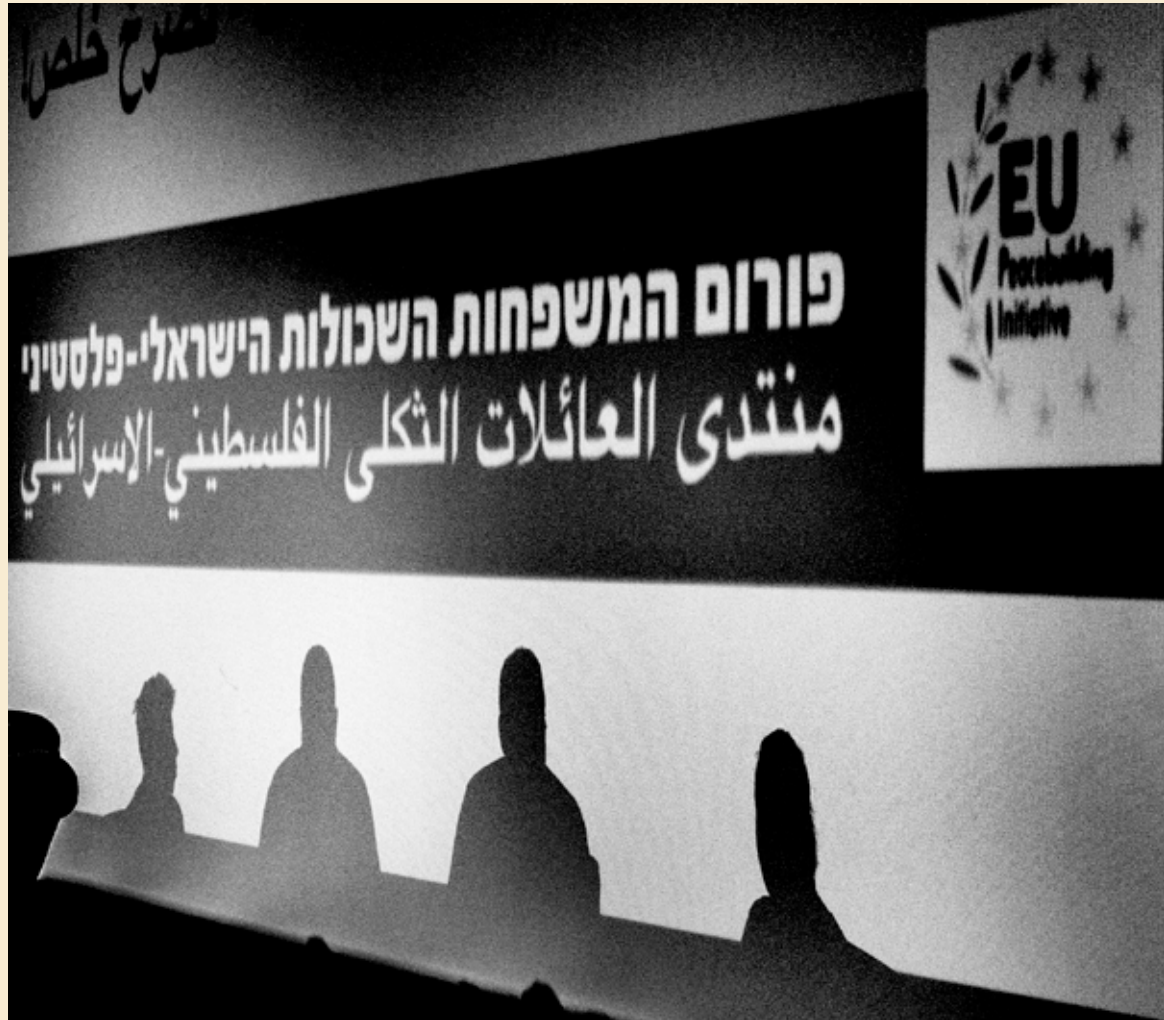 خلص!
פורום המשפחות השכולות הישראלי-פלסטיני
منتدى العائلات الثكلى الفلسطيني-الاسرائيلي
EU
Peacebuilding
Initiative